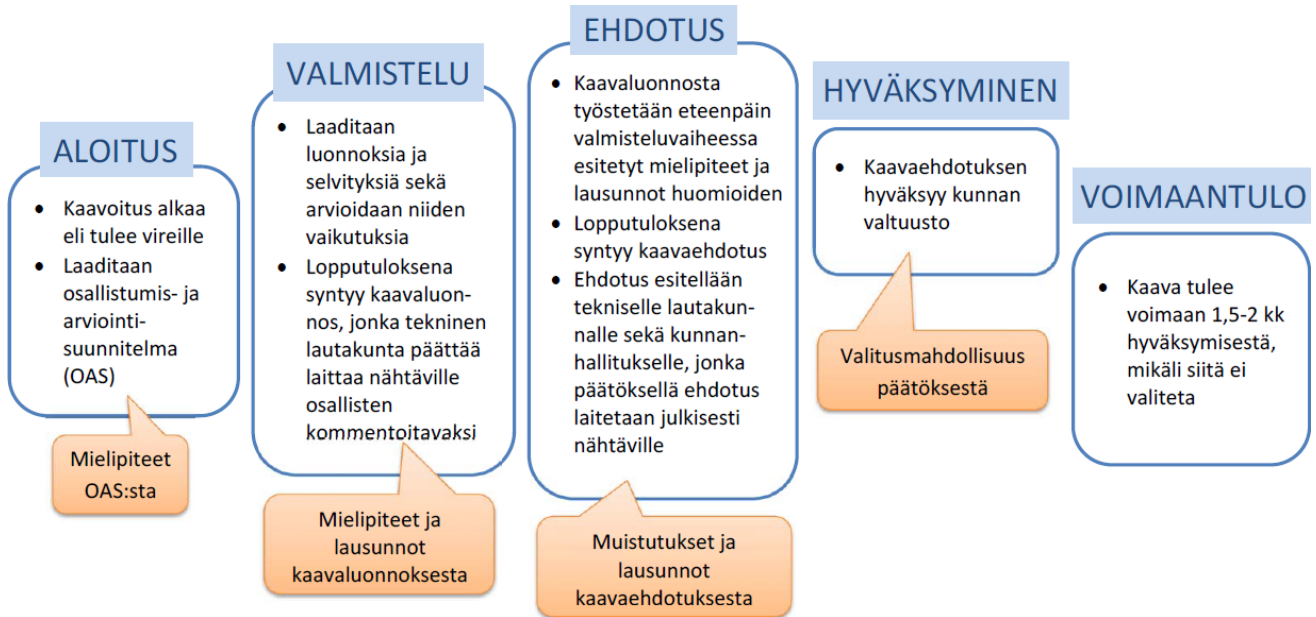 ALOITUS
• Kaavoitus alkaa
eli tulee vireille
• Laaditaan
osallistumis- ja
arviointi-
suunnitelma
(OAS)
Mielipiteet
OAS:sta
VALMISTELU
• Laaditaan
luonnoksia ja
selvityksiä sekä
arvioidaan niiden
vaikutuksia
• Lopputuloksena
syntyy kaavaluon-
nos, jonka tekninen
lautakunta päättää
laittaa nähtäville
osallisten
kommentoitavaksi
Mielipiteet ja
lausunnot
kaavaluonnoksesta
EHDOTUS
• Kaavaluonnosta
työstetään eteenpäin
valmisteluvaiheessa
esitetyt mielipiteet ja
lausunnot huomioiden
• Lopputuloksena
syntyy kaavaehdotus
• Ehdotus esitellään
tekniselle lautakun-
nalle sekä kunnan-
hallitukselle, jonka
päätöksellä ehdotus
laitetaan julkisesti
nähtäville
Muistutukset ja
lausunnot
kaavaehdotuksesta
HYVÄKSYMINEN
• Kaavaehdotuksen
hyväksyy kunnan
valtuusto
Valitusmahdollisuus
päätöksestä
VOIMAANTULO
• Kaava tulee
voimaan 1,5-2 kk
hyväksymisestä,
mikäli siitä ei
valiteta